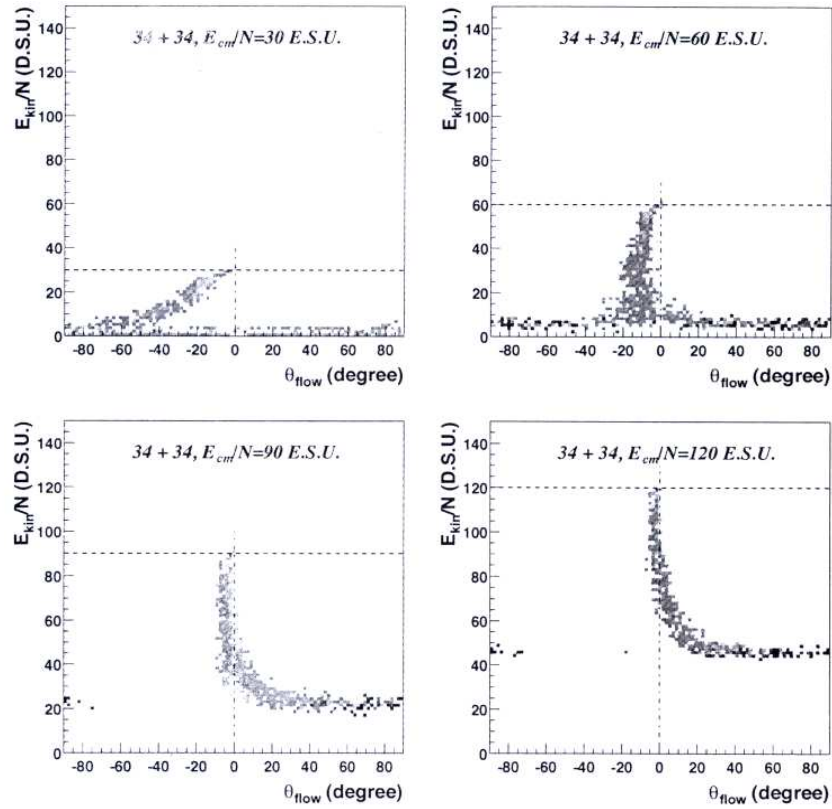 34 + 34, E_cm/N=30 E.S.U.
E_kin/N (D.S.U.)
140
120
100
80
60
40
20
0
-80 -60 -40 -20 0 20 40 60 80
θ_flow (degree)
34 + 34, E_cm/N=60 E.S.U.
E_kin/N (D.S.U.)
140
120
100
80
60
40
20
0
-80 -60 -40 -20 0 20 40 60 80
θ_flow (degree)
34 + 34, E_cm/N=90 E.S.U.
E_kin/N (D.S.U.)
140
120
100
80
60
40
20
0
-80 -60 -40 -20 0 20 40 60 80
θ_flow (degree)
34 + 34, E_cm/N=120 E.S.U.
E_kin/N (D.S.U.)
140
120
100
80
60
40
20
0
-80 -60 -40 -20 0 20 40 60 80
θ_flow (degree)